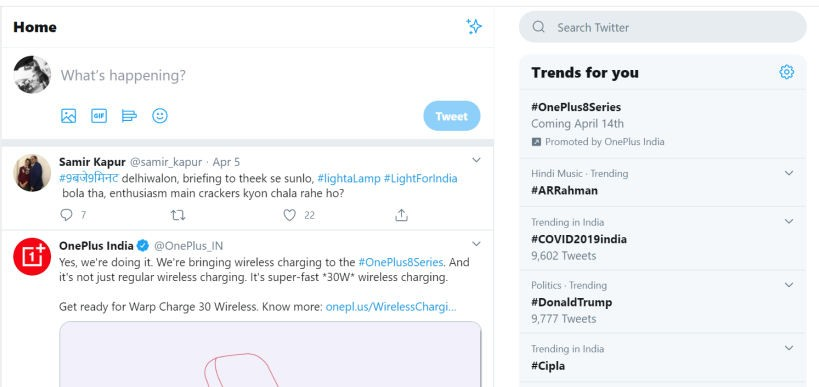 Home
What's happening?
GIF
Tweet
Samir Kapur @samir_kapur · Apr 5
#9बजे9मिनट delhiwalon, briefing to theek se sunlo, #lightaLamp #LightForIndia
bola tha, enthusiasm main crackers kyon chala rahe ho?
7
22
OnePlus India @OnePlus_IN
Yes, we're doing it. We're bringing wireless charging to the #OnePlus8Series. And
it's not just regular wireless charging. It's super-fast *30W* wireless charging.
Get ready for Warp Charge 30 Wireless. Know more: onepl.us/WirelessChargi...
Search Twitter
Trends for you
#OnePlus8Series
Coming April 14th
Promoted by OnePlus India
Hindi Music · Trending
#ARRahman
Trending in India
#COVID2019india
9,602 Tweets
Politics · Trending
#DonaldTrump
9,777 Tweets
Trending in India
#Cipla